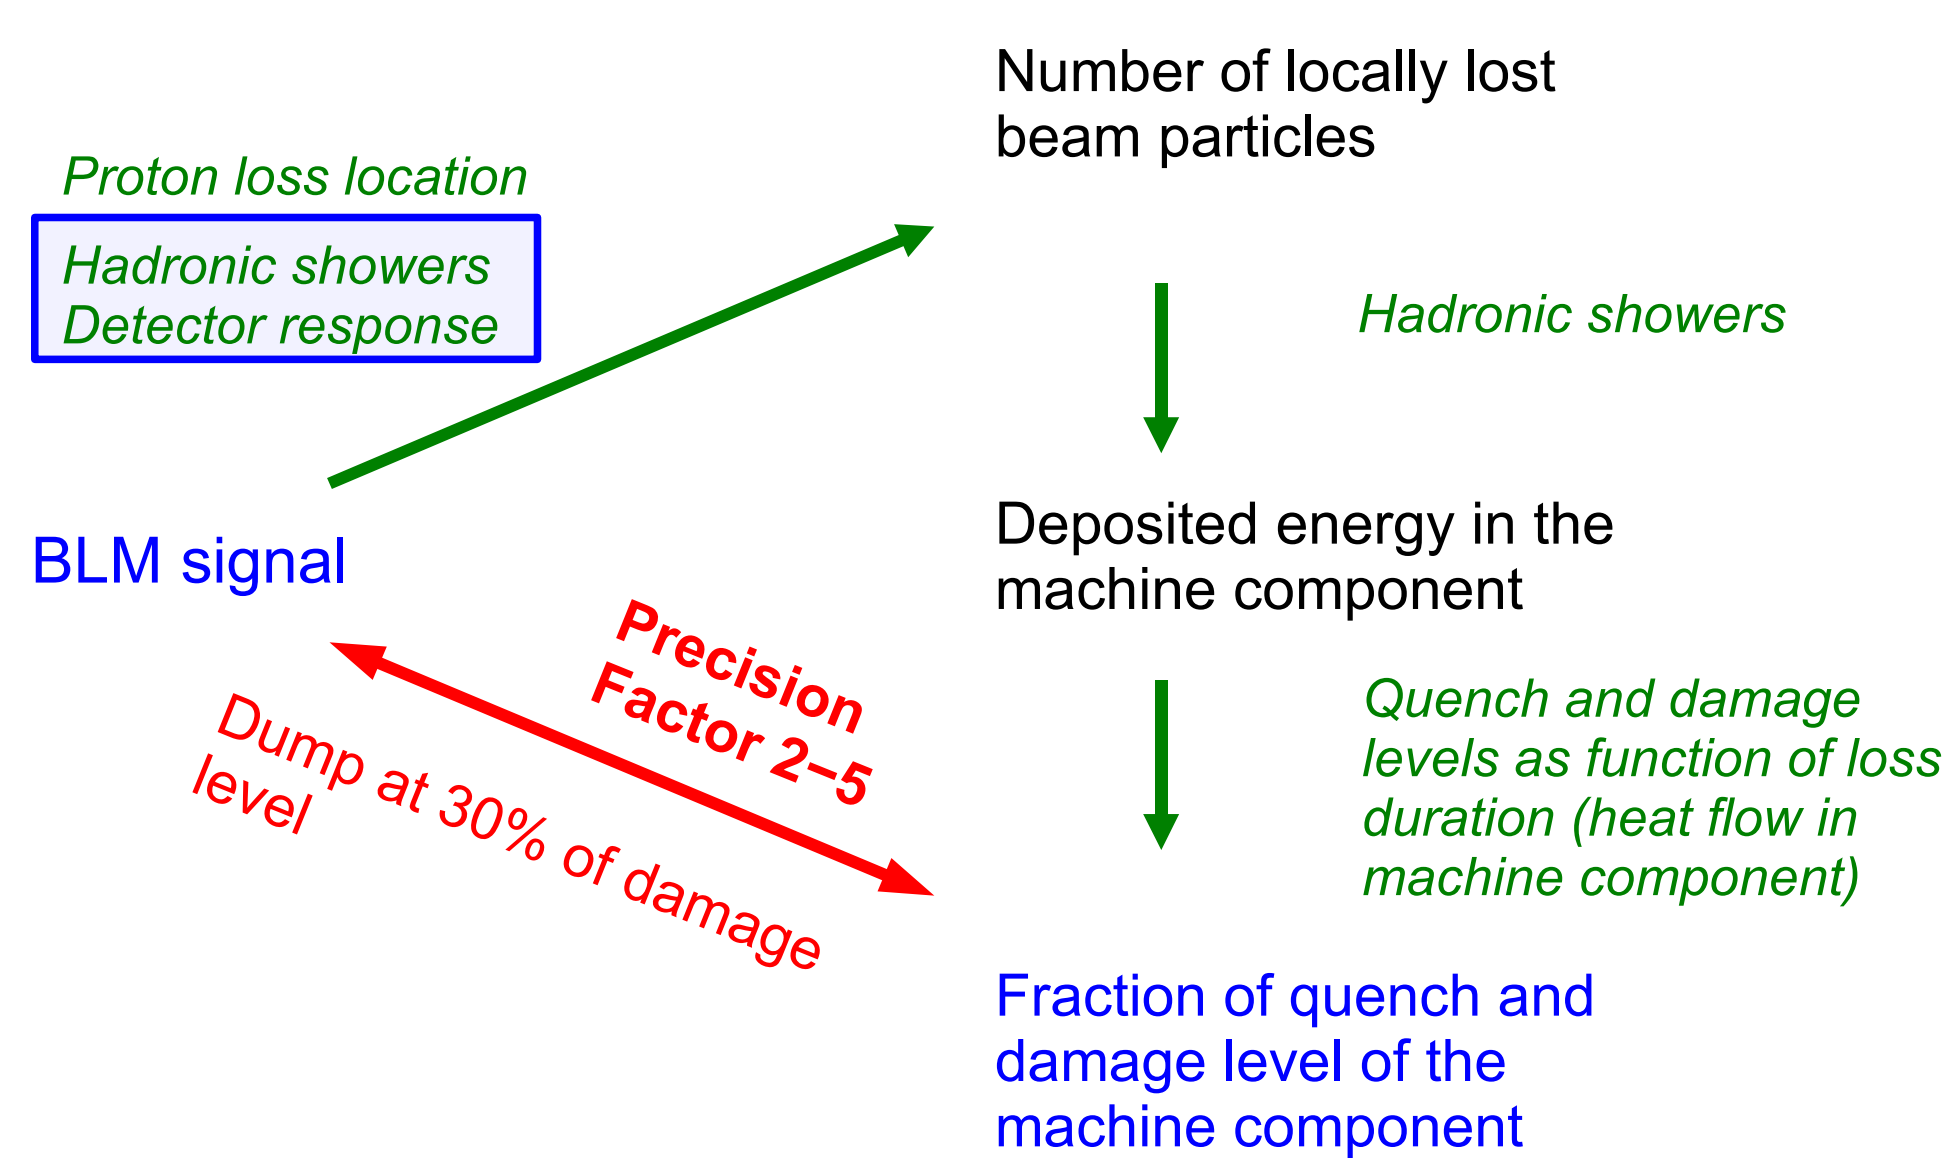 Number of locally lost
beam particles
Proton loss location
Hadronic showers
Detector response
Hadronic showers
BLM signal
Deposited energy in the
machine component
Precision
Factor 2–5
Dump at 30% of damage
level
Quench and damage
levels as function of loss
duration (heat flow in
machine component)
Fraction of quench and
damage level of the
machine component